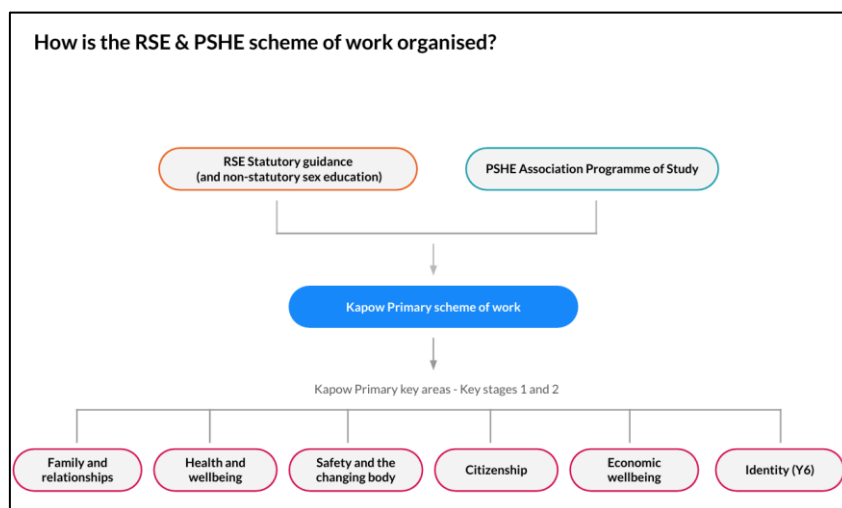 How is the RSE & PSHE scheme of work organised?
RSE Statutory guidance
(and non-statutory sex education)
PSHE Association Programme of Study
Kapow Primary scheme of work
Kapow Primary key areas - Key stages 1 and 2
Family and
relationships
Health and
wellbeing
Safety and the
changing body
Citizenship
Economic
wellbeing
Identity (Y6)